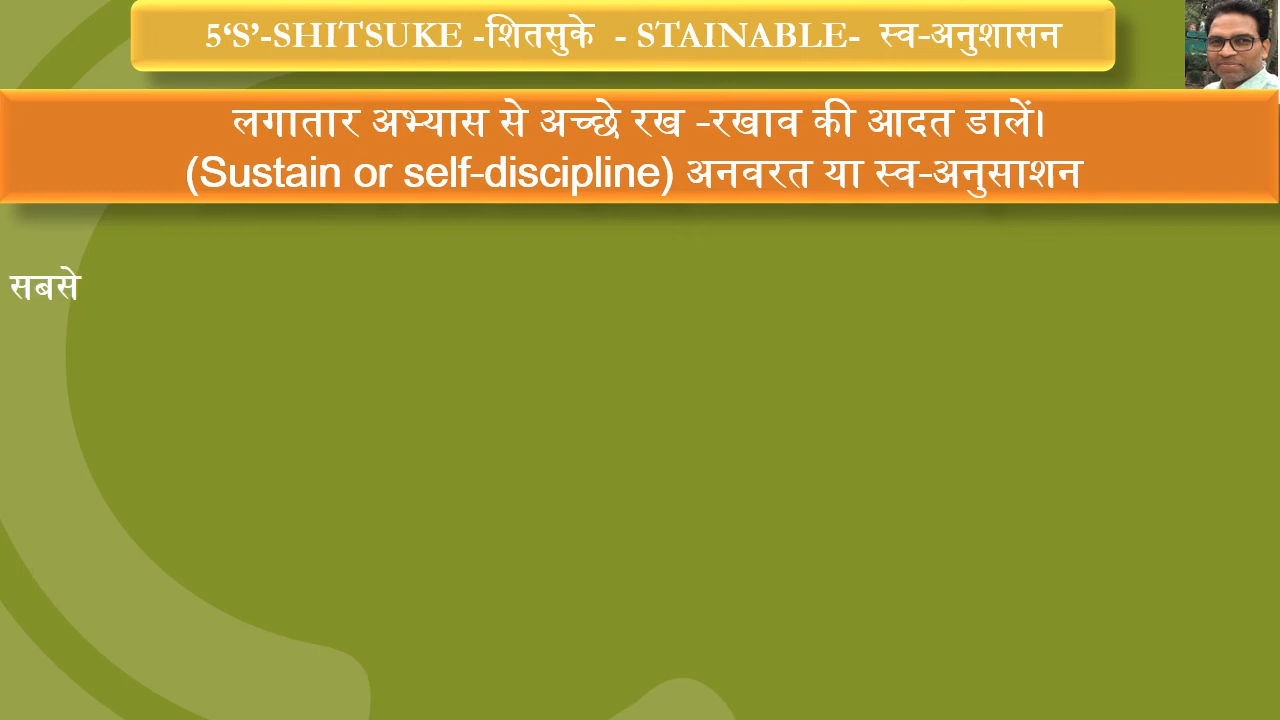 5‘S’-SHITSUKE -शितसुके - STAINABLE- स्व-अनुशासन
लगातार अभ्यास से अच्छे रख -रखाव की आदत डालें।
(Sustain or self-discipline) अनवरत या स्व-अनुसाशन
सबसे